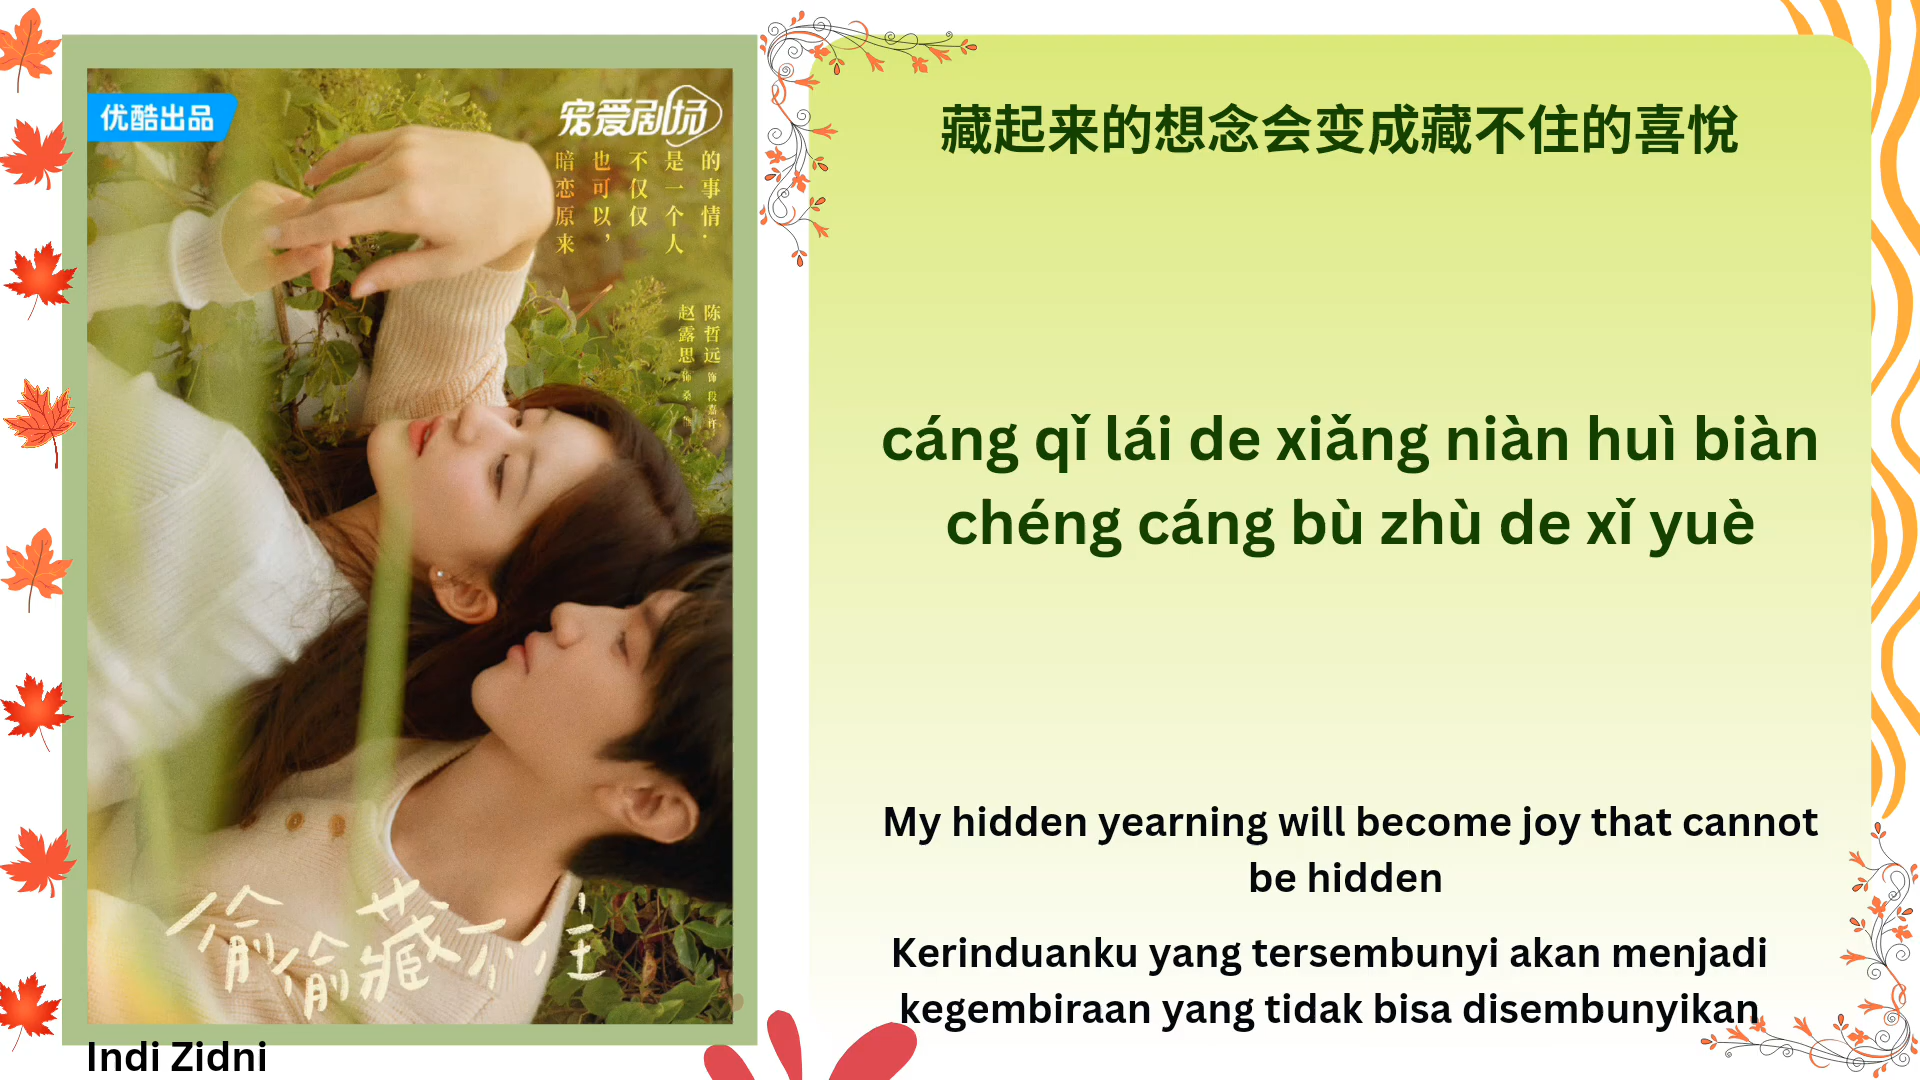 优酷出品
宠爱剧场
暗恋原来
也可以，
不仅仅
是一个人
的事情·
赵露思
陈哲远
饰
偷偷藏不住
藏起来的想念会变成藏不住的喜悅
cáng qǐ lái de xiǎng niàn huì biàn
chéng cáng bù zhù de xǐ yuè
My hidden yearning will become joy that cannot
be hidden
Kerinduanku yang tersembunyi akan menjadi
kegembiraan yang tidak bisa disembunyikan
Indi Zidni